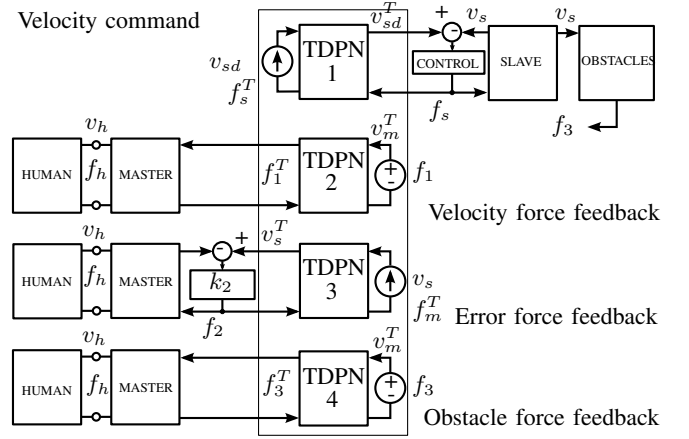 Velocity command
v_{sd}
f_s^T
TDPN
1
v_{sd}^T
+
-
CONTROL
f_s
v_s
SLAVE
v_s
OBSTACLES
f_3
HUMAN
v_h
f_h
MASTER
f_1^T
TDPN
2
v_m^T
+
-
f_1
Velocity force feedback
HUMAN
v_h
f_h
MASTER
-
+
k_2
f_2
v_s^T
TDPN
3
v_s
f_m^T
Error force feedback
HUMAN
v_h
f_h
MASTER
f_3^T
TDPN
4
v_m^T
+
-
f_3
Obstacle force feedback